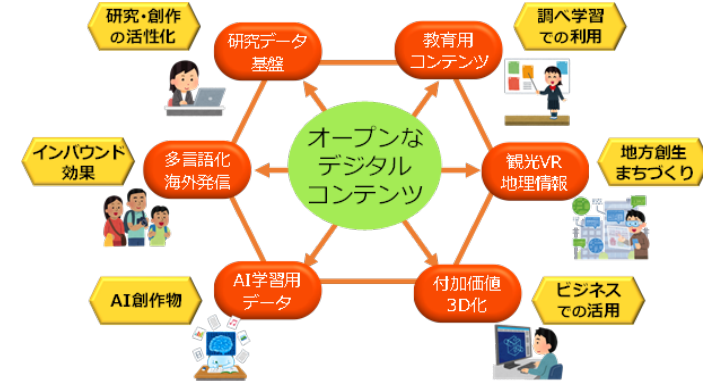 研究・創作
の活性化
研究データ
基盤
教育用
コンテンツ
調べ学習
での利用
インバウンド
効果
多言語化
海外発信
オープンな
デジタル
コンテンツ
観光VR
地理情報
地方創生
まちづくり
AI創作物
AI学習用
データ
付加価値
3D化
ビジネス
での活用